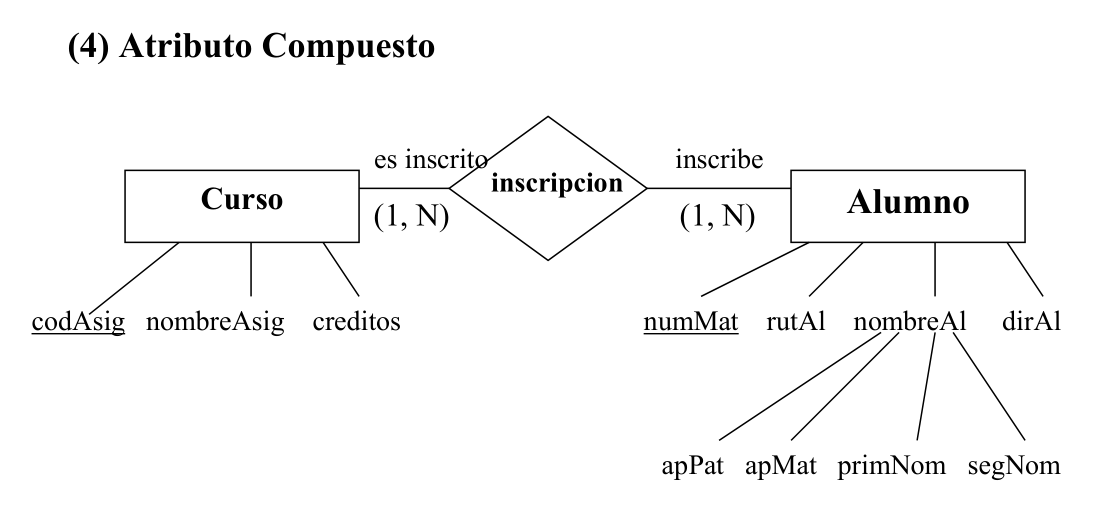 (4) Atributo Compuesto
es inscrito
inscribe
Curso
inscripcion
Alumno
(1, N)
(1, N)
codAsig nombreAsig creditos
numMat rutAl nombreAl dirAl
apPat apMat primNom segNom